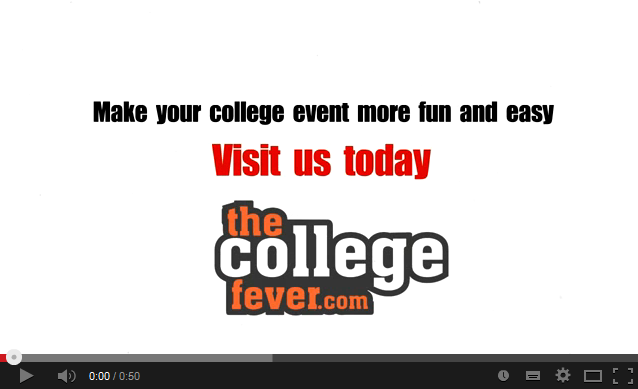 Make your college event more fun and easy
Visit us today
the
college
fever.com
0:00 / 0:50